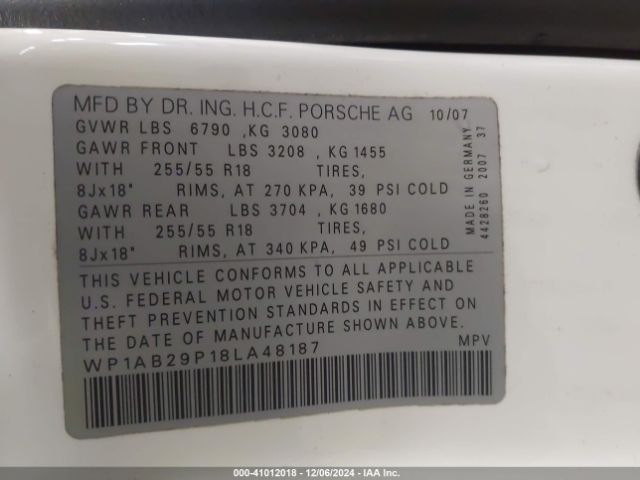 MFD BY DR. ING. H.C.F. PORSCHE AG 10/07
GVWR LBS 6790 ,KG 3080
GAWR FRONT LBS 3208 , KG 1455
WITH 255/55 R18 TIRES,
8Jx18" RIMS, AT 270 KPA, 39 PSI COLD
GAWR REAR LBS 3704 , KG 1680
WITH 255/55 R18 TIRES,
8Jx18" RIMS, AT 340 KPA, 49 PSI COLD
MADE IN GERMANY
4428260 2007 37
THIS VEHICLE CONFORMS TO ALL APPLICABLE
U.S. FEDERAL MOTOR VEHICLE SAFETY AND
THEFT PREVENTION STANDARDS IN EFFECT ON
THE DATE OF MANUFACTURE SHOWN ABOVE.
WP1AB29P18LA48187 MPV
000-41012018 - 12/06/2024 - IAA Inc.